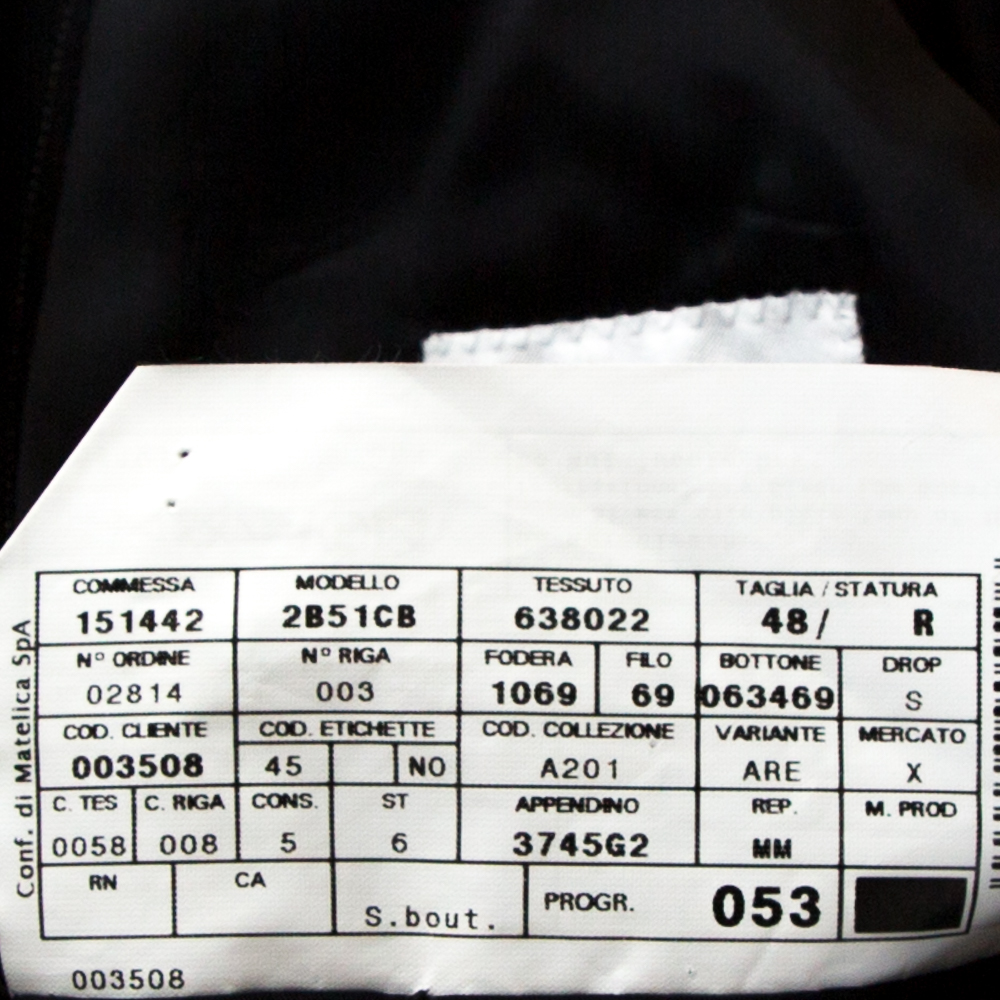 COMMESSA MODELLO TESSUTO TAGLIA / STATURA
151442 2B51CB 638022 48/ R
N° ORDINE N° RIGA FODERA FILO BOTTONE DROP
02814 003 1069 69 063469 S
COD. CLIENTE COD. ETICHETTE COD. COLLEZIONE VARIANTE MERCATO
003508 45 NO A201 ARE X
C. TES C. RIGA CONS. ST APPENDINO REP. M. PROD
0058 008 5 6 3745G2 MM
RN CA S.bout. PROGR. 053
003508
Conf. di Matelica SpA